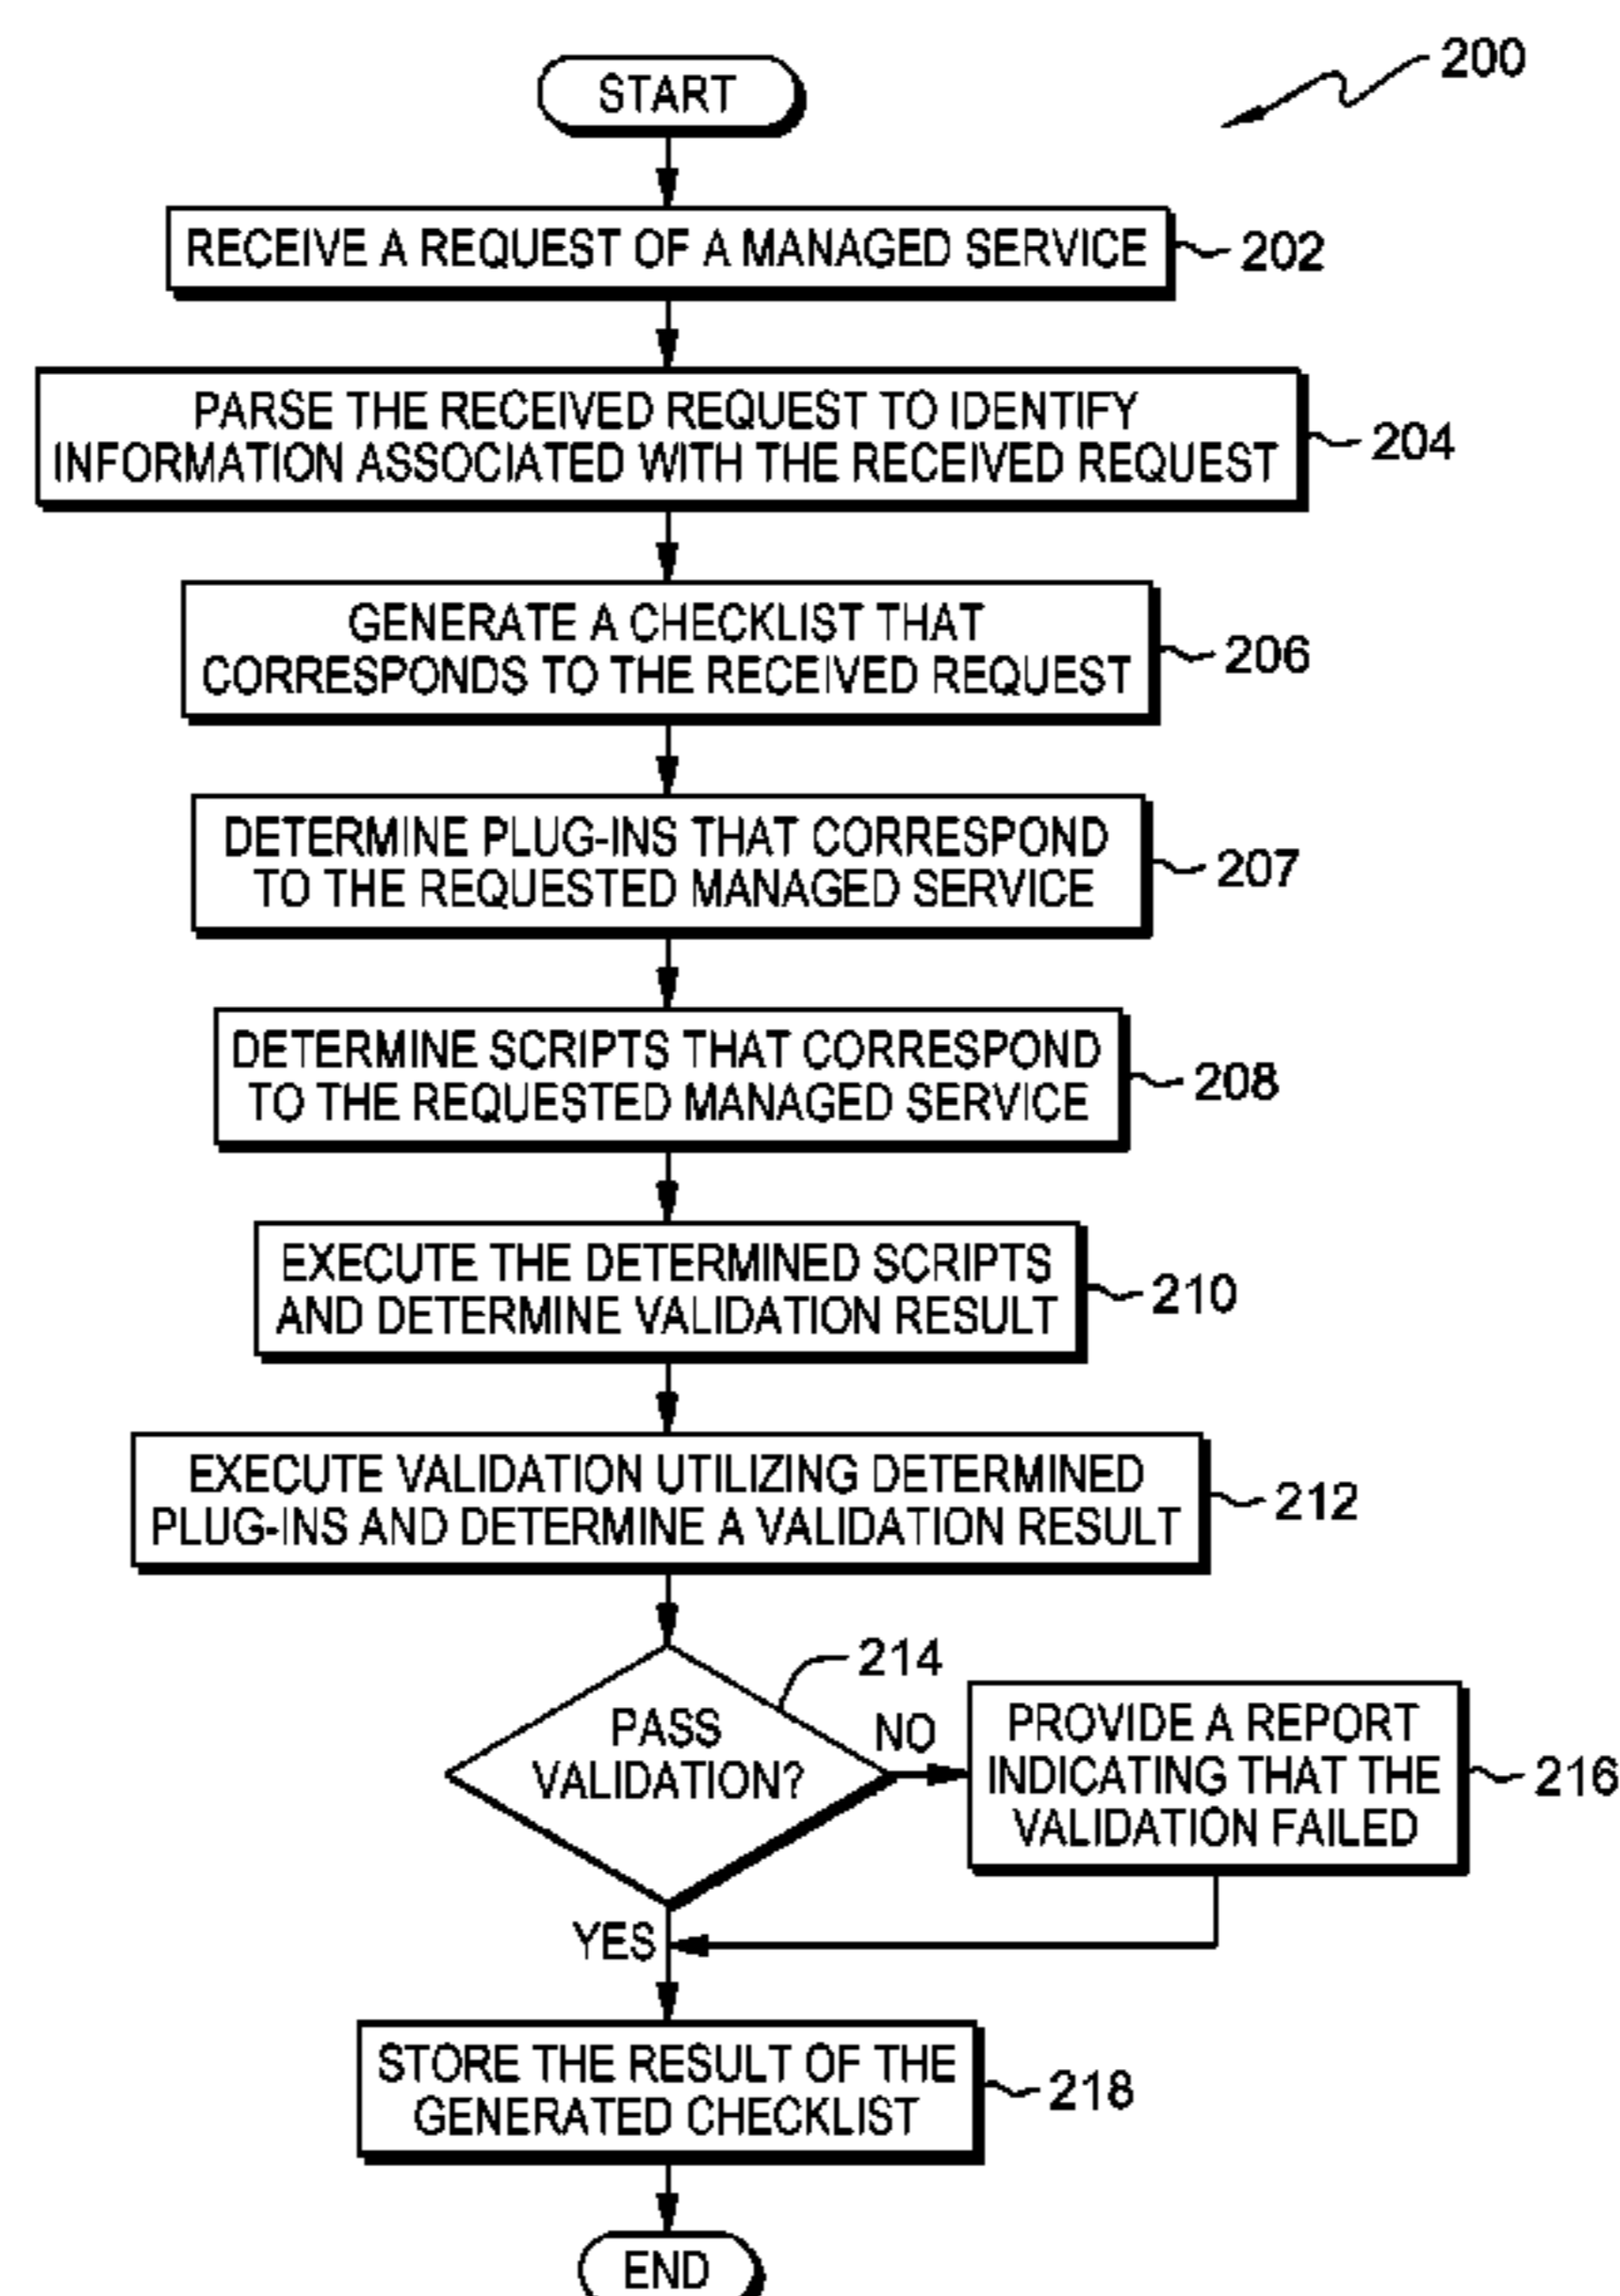 200
START
RECEIVE A REQUEST OF A MANAGED SERVICE
202
PARSE THE RECEIVED REQUEST TO IDENTIFY
INFORMATION ASSOCIATED WITH THE RECEIVED REQUEST
204
GENERATE A CHECKLIST THAT
CORRESPONDS TO THE RECEIVED REQUEST
206
DETERMINE PLUG-INS THAT CORRESPOND
TO THE REQUESTED MANAGED SERVICE
207
DETERMINE SCRIPTS THAT CORRESPOND
TO THE REQUESTED MANAGED SERVICE
208
EXECUTE THE DETERMINED SCRIPTS
AND DETERMINE VALIDATION RESULT
210
EXECUTE VALIDATION UTILIZING DETERMINED
PLUG-INS AND DETERMINE A VALIDATION RESULT
212
214
PASS
VALIDATION?
NO
PROVIDE A REPORT
INDICATING THAT THE
VALIDATION FAILED
216
YES
STORE THE RESULT OF THE
GENERATED CHECKLIST
218
END